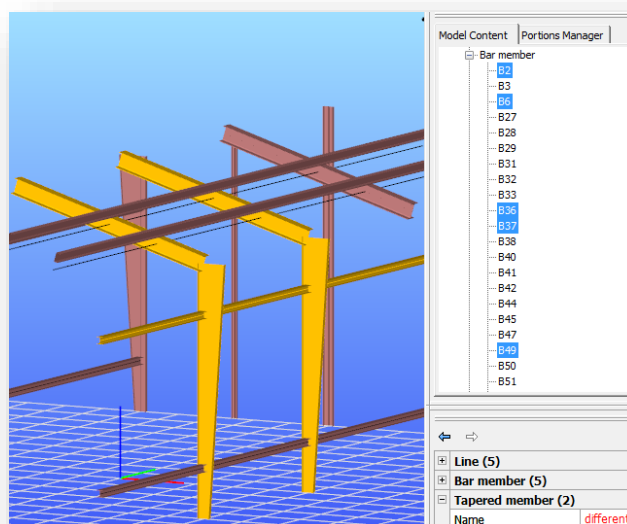 Model Content Portions Manager
Bar member
B2
B3
B6
B27
B28
B29
B31
B32
B33
B36
B37
B38
B40
B41
B42
B44
B45
B47
B49
B50
B51
Line (5)
Bar member (5)
Tapered member (2)
Name different